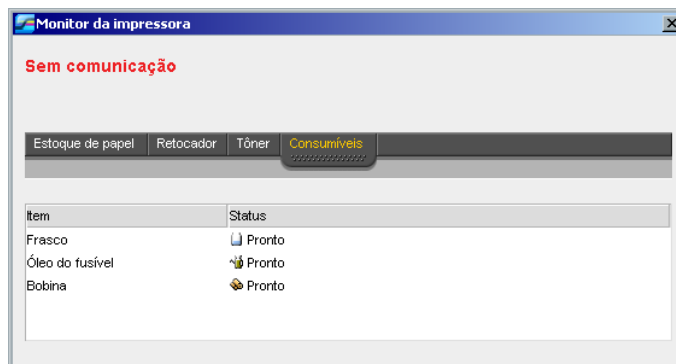 Monitor da impressora
Sem comunicação
Estoque de papel Retocador Tôner Consumíveis
Item Status
Frasco Pronto
Óleo do fusível Pronto
Bobina Pronto